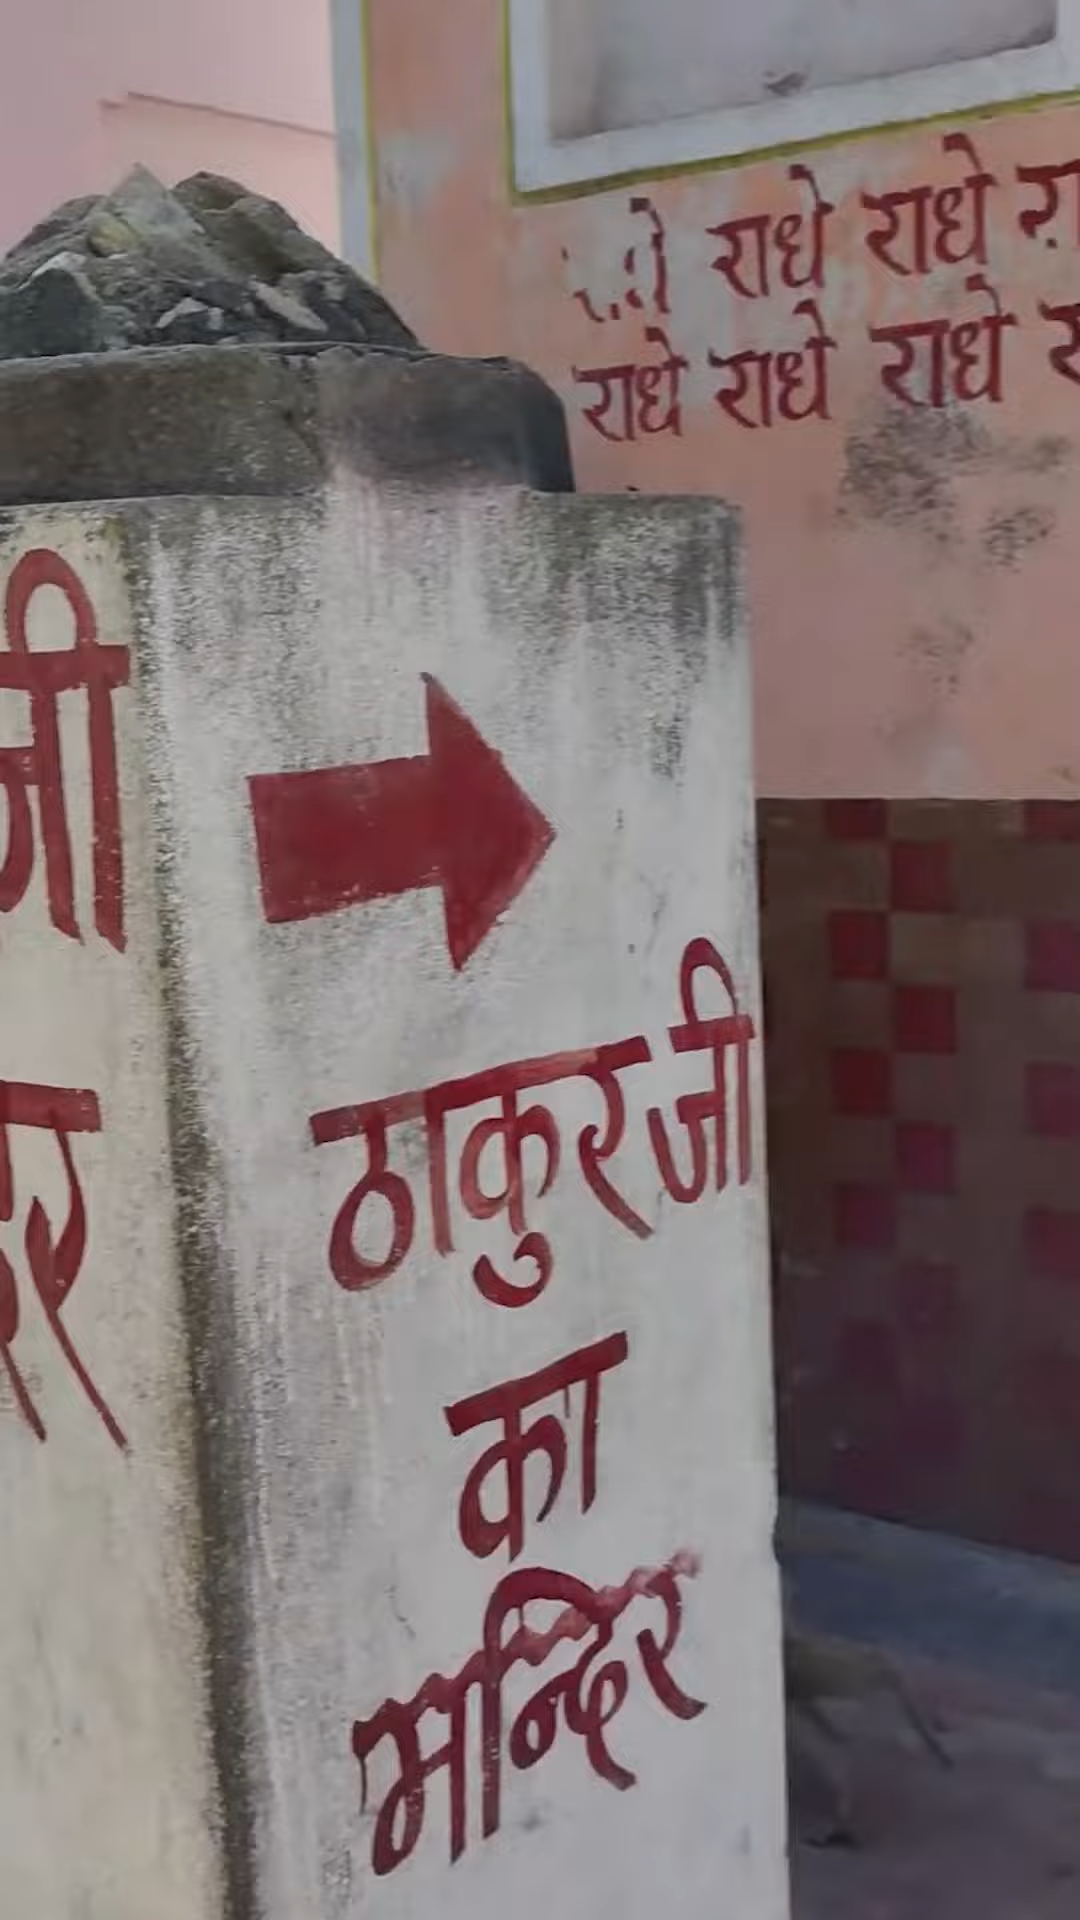 राधे राधे
राधे राधे राधे
जी
ठाकुर जी
का
मन्दिर